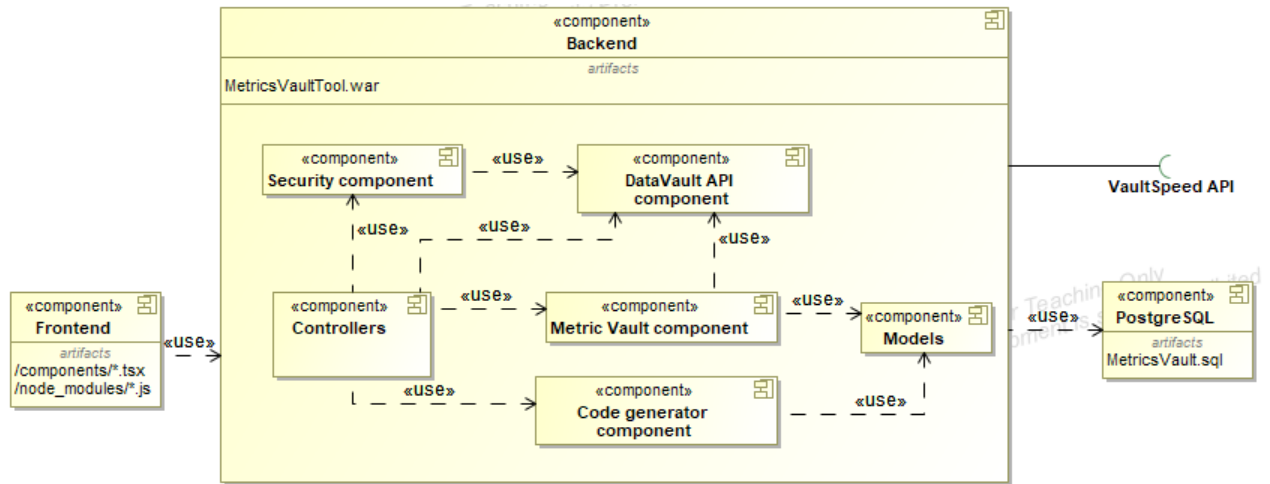 «component»
Backend
artifacts
MetricsVaultTool.war
«component»
Security component
«use»
«component»
DataVault API
component
VaultSpeed API
«use»
«use»
«use»
«component»
Frontend
artifacts
/components/*.tsx
/node_modules/*.js
«use»
«component»
Controllers
«use»
«component»
Metric Vault component
«use»
«component»
Models
«use»
«component»
PostgreSQL
artifacts
MetricsVault.sql
«use»
«component»
Code generator
component
«use»
Teaching Only